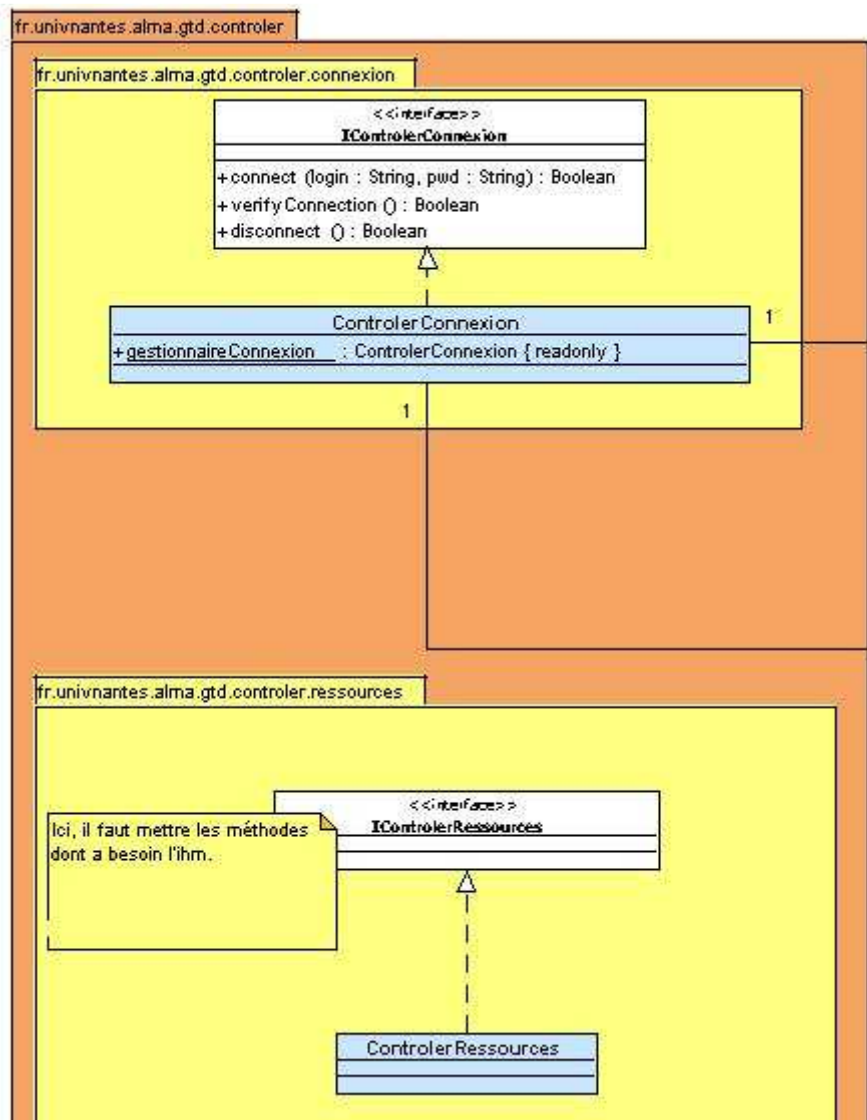 fr.univnantes.alma.gtd.controler
fr.univnantes.alma.gtd.controler.connexion
<<interface>>
IControlerConnexion
+connect (login : String, pwd : String) : Boolean
+verifyConnection () : Boolean
+disconnect () : Boolean
ControlerConnexion
+gestionnaireConnexion : ControlerConnexion { readonly }
1
1
fr.univnantes.alma.gtd.controler.ressources
<<interface>>
IControlerRessources
Ici, il faut mettre les méthodes
dont a besoin l'ihm.
ControlerRessources